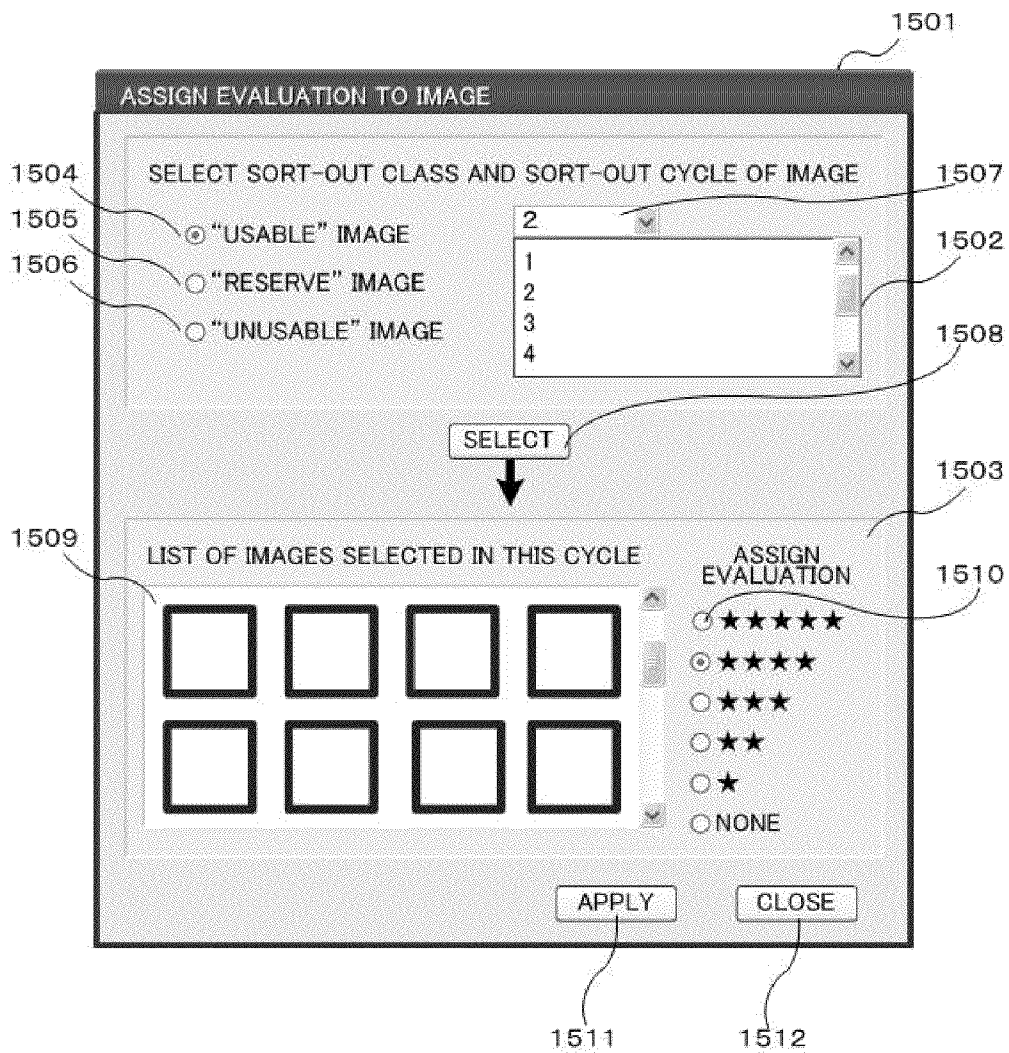 1501
ASSIGN EVALUATION TO IMAGE
SELECT SORT-OUT CLASS AND SORT-OUT CYCLE OF IMAGE
1504
1507
1505
2
"USABLE" IMAGE
1502
1506
1
"RESERVE" IMAGE
2
3
"UNUSABLE" IMAGE
1508
4
SELECT
1503
1509
LIST OF IMAGES SELECTED IN THIS CYCLE
ASSIGN
EVALUATION
1510
★★★★★
★★★★
★★★
★★
★
NONE
APPLY
CLOSE
1511
1512